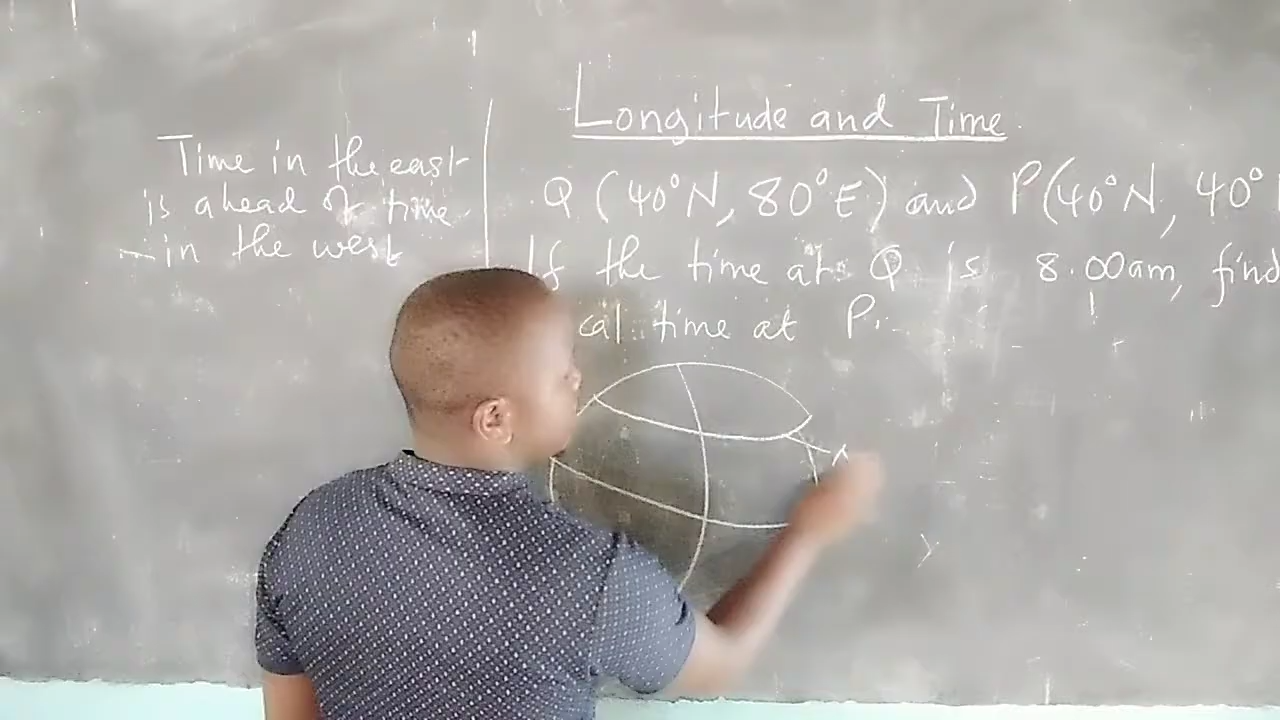 Longitude and Time
Time in the east
is ahead of time
in the west
Q (40°N, 80°E) and P(40°N, 40°
If the time at Q is 8.00am, find
cal time at P.